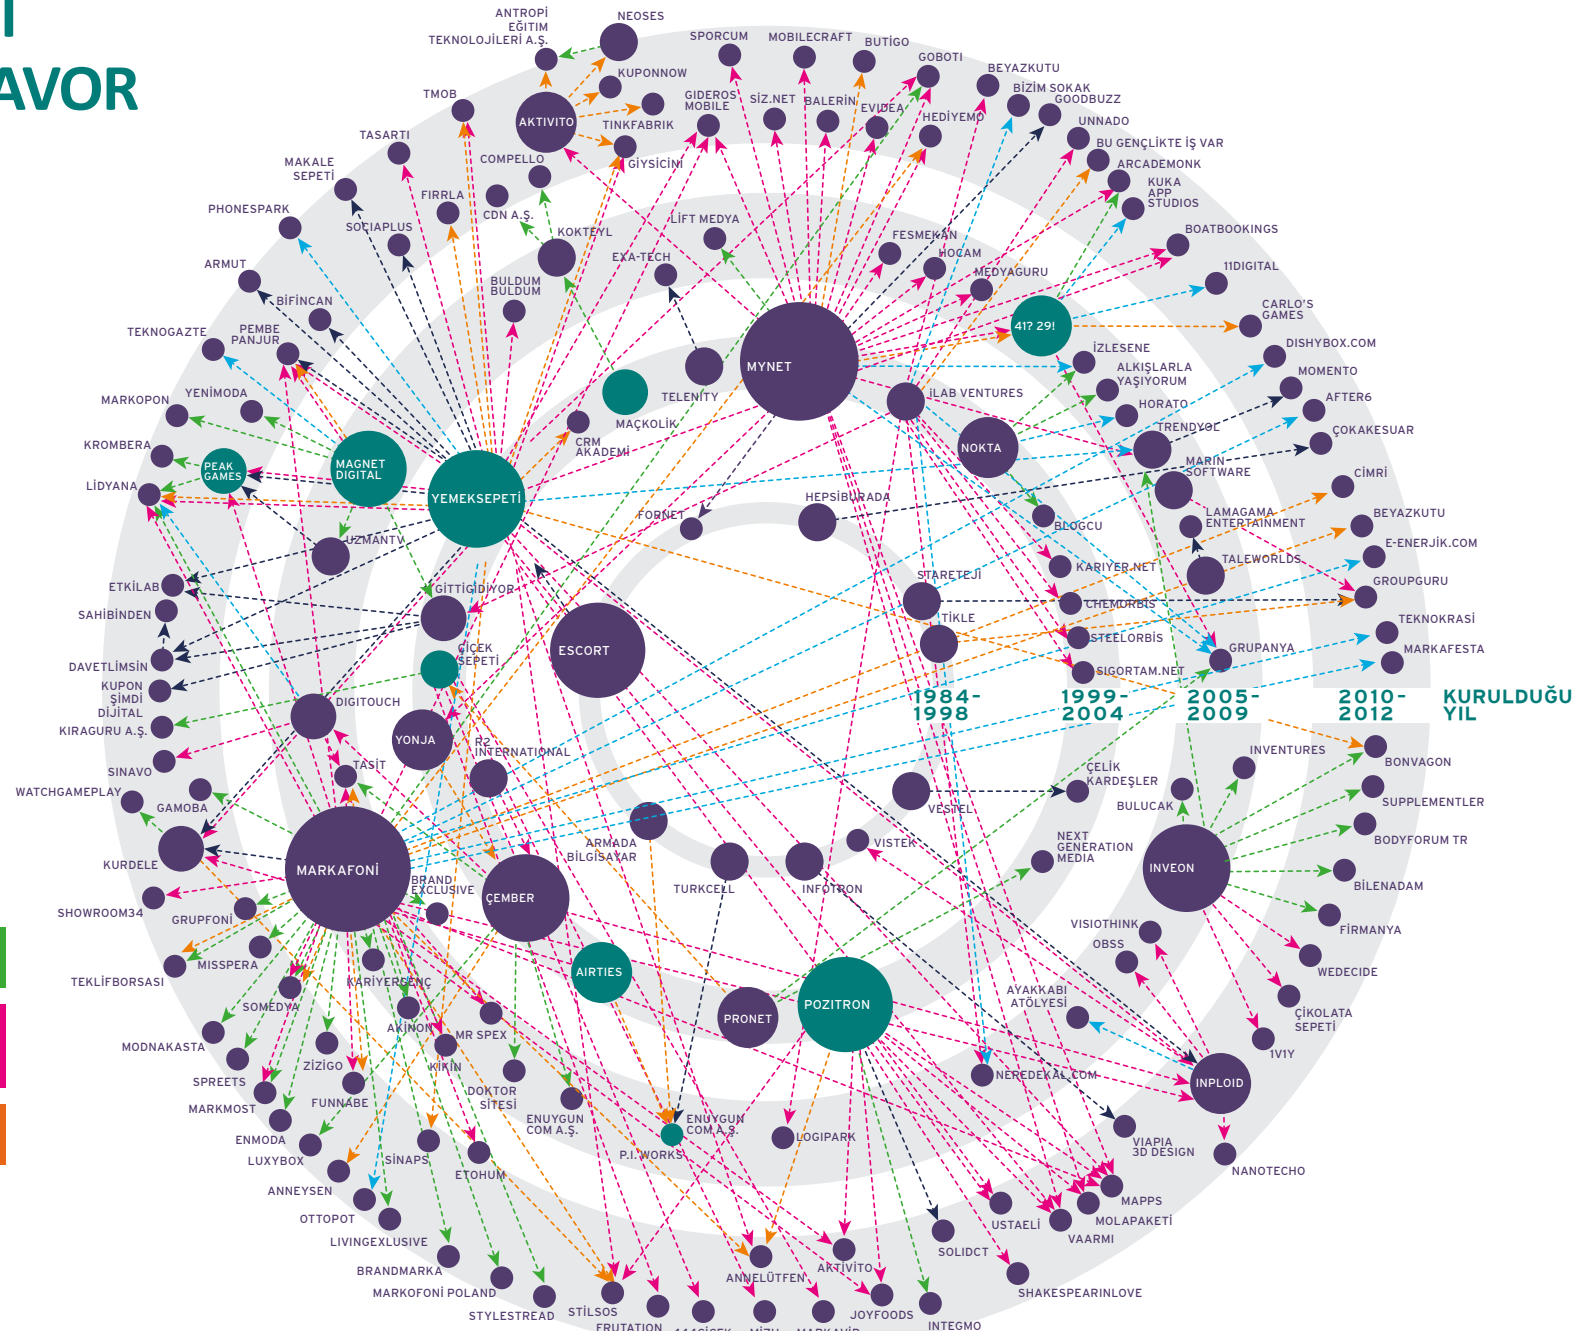 AVOR
ANTROPİ
EĞİTİM
TEKNOLOJİLERİ A.Ş.
NEOSES
SPORCUM
MOBILECRAFT
BUTİGO
GOBOTI
BEYAZKUTU
BİZİM SOKAK
GOODBUZZ
UNNADO
BU GENÇLİKTE İŞ VAR
ARCADEMONK
KUKA
APP
STUDIOS
BOATBOOKINGS
11DIGITAL
CARLO'S
GAMES
DISHYBOX.COM
MOMENTO
AFTER6
ÇOKAKESUAR
CİMRİ
BEYAZKUTU
E-ENERJİK.COM
GROUPGURU
TEKNOKRASİ
MARKAFESTA
TMOB
AKTIVITO
KUPONNOW
TINKFABRIK
GİYSİCİNİ
GIDEROS
MOBILE
SİZ.NET
BALERİN
EVIDEA
HEDİYEMO
TASARTI
MAKALE
SEPETİ
COMPELLO
CDN A.Ş.
FIRRLA
PHONESPARK
SOCIAPLUS
KOKTEYL
LİFT MEDYA
EXA-TECH
FESMEKAN
HOCAM
MEDYAGURU
ARMUT
BULDUM
BULDUM
BİFİNCAN
TEKNOGAZTE
PEMBE
PANJUR
41? 29!
MYNET
İZLESENE
ALKIŞLARLA
YAŞIYORUM
HORATO
TELENİTY
MAÇKOLİK
İLAB VENTURES
MARKOPON
YENİMODA
CRM
AKADEMİ
NOKTA
TRENDYOL
MARIN
SOFTWARE
KROMBERA
PEAK
GAMES
MAGNET
DIGITAL
LİDYANA
YEMEKSEPETİ
HEPSİBURADA
FORNET
BLOGCU
LAMAGAMA
ENTERTAINMENT
TALEWORLDS
UZMANTV
KARIYER.NET
ETKİLAB
GİTTİGİDİYOR
STARETEJİ
CHEMORBİS
SAHİBİNDEN
TİKLE
STEELORBİS
DAVETLİMSİN
ÇİÇEK
SEPETİ
ESCORT
SIGORTAM.NET
GRUPANYA
KUPON
ŞİMDİ
DİJİTAL
KIRAGURU A.Ş.
DIGITOUCH
1984-
1998
1999-
2004
2005-
2009
2010-
2012
KURULDUĞU
YIL
YONJA
R2
INTERNATIONAL
SINAVO
TASİT
INVENTURES
BONVAGON
WATCHGAMEPLAY
GAMOBA
VESTEL
ÇELİK
KARDEŞLER
BULUCAK
SUPPLEMENTLER
BODYFORUM TR
KURDELE
MARKAFONİ
ARMADA
BİLGİSAYAR
VISTEK
NEXT
GENERATION
MEDIA
INVEON
BRAND
EXCLUSIVE
ÇEMBER
TURKCELL
INFOTRON
BİLENADAM
SHOWROOM34
GRUPFONİ
VISIOTHINK
OBSS
FİRMANYA
WEDECIDE
TEKLİFBORSASI
MISSPERA
KARİYERGENÇ
AIRTIES
POZITRON
PRONET
AYAKKABI
ATÖLYESİ
ÇİKOLATA
SEPETİ
SOMEDYA
AKİNON
MR SPEX
1V1Y
MODNAKASTA
ZİZİGO
KİKİN
NEREDEKAL.COM
INPLOID
SPREETS
FUNNABE
DOKTOR
SİTESİ
MARKMOST
ENUYGUN
COM A.Ş.
ENUYGUN
COM A.Ş.
P.I. WORKS
LOGIPARK
VIAPIA
3D DESIGN
NANOTECHO
ENMODA
LUXYBOX
SİNAPS
ETOHUM
ANNEYSEN
MAPPS
MOLAPAKETİ
OTTOPOT
USTAELİ
VAARMI
LIVINGEXLUSIVE
SOLIDCT
BRANDMARKA
ANNELÜTFEN
AKTİVİTO
MARKOFONİ POLAND
SHAKESPEARINLOVE
STYLESTREAD
STİLSOS
JOYFOODS
INTEGMO
FRUTATION